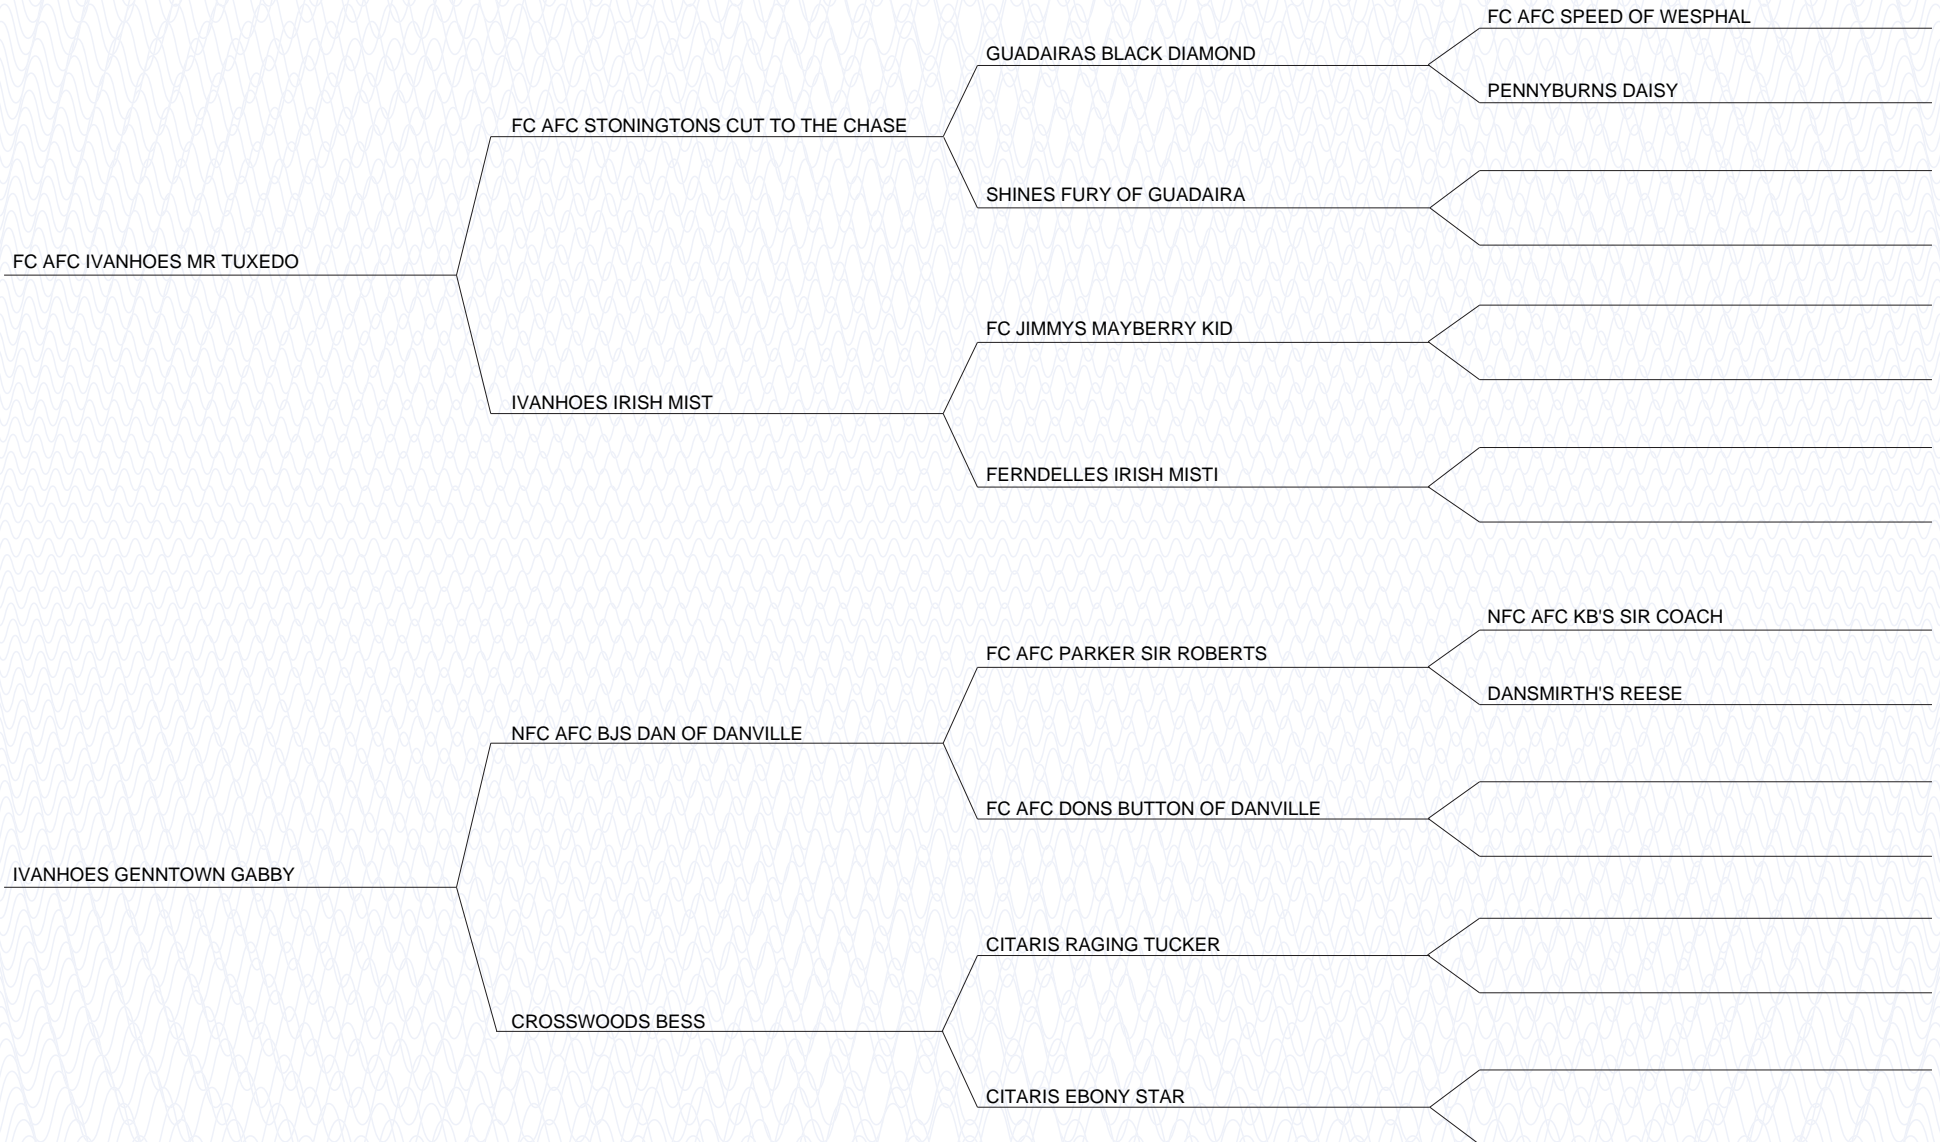 FC AFC SPEED OF WESPHAL
GUADAIRAS BLACK DIAMOND
PENNYBURNS DAISY
FC AFC STONINGTONS CUT TO THE CHASE
SHINES FURY OF GUADAIRA
FC AFC IVANHOES MR TUXEDO
FC JIMMYS MAYBERRY KID
IVANHOES IRISH MIST
FERNDELLES IRISH MISTI
NFC AFC KB'S SIR COACH
FC AFC PARKER SIR ROBERTS
DANSMIRTH'S REESE
NFC AFC BJS DAN OF DANVILLE
FC AFC DONS BUTTON OF DANVILLE
IVANHOES GENNTOWN GABBY
CITARIS RAGING TUCKER
CROSSWOODS BESS
CITARIS EBONY STAR